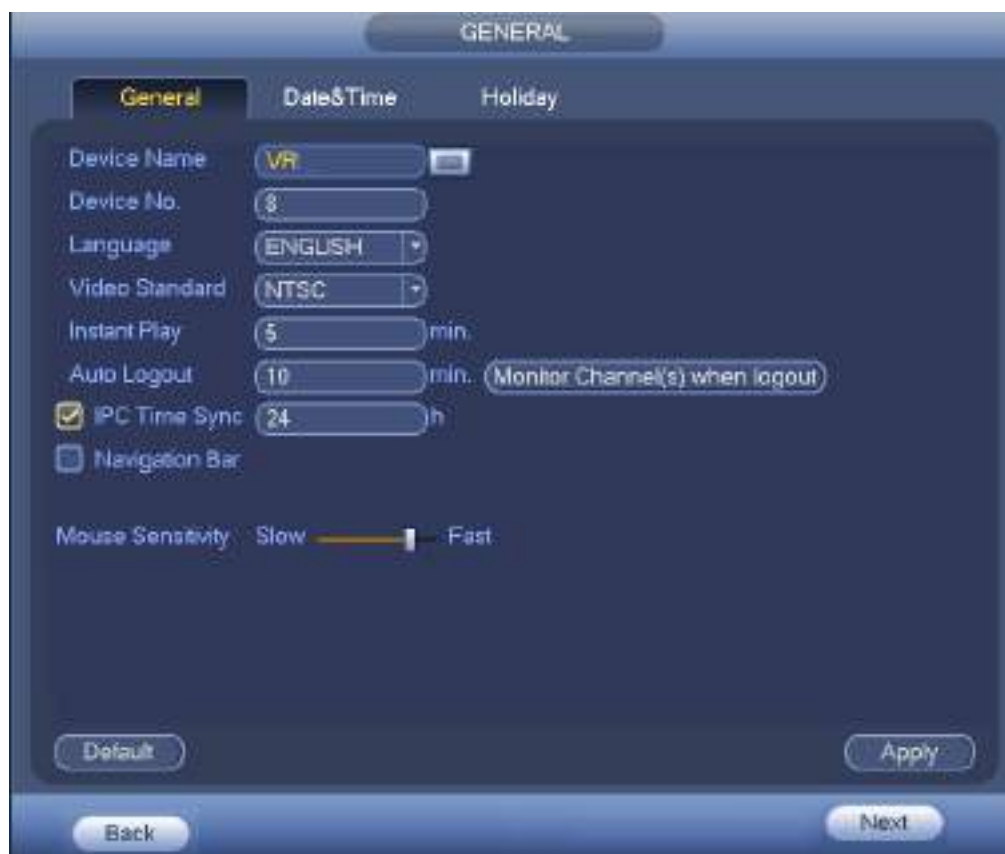 GENERAL
General Date&Time Holiday
Device Name VR
Device No. 8
Language ENGLISH
Video Standard NTSC
Instant Play 5 min.
Auto Logout 10 min. Monitor Channel(s) when logout
IPC Time Sync 24 h
Navigation Bar
Mouse Sensitivity Slow Fast
Default Apply
Back Next